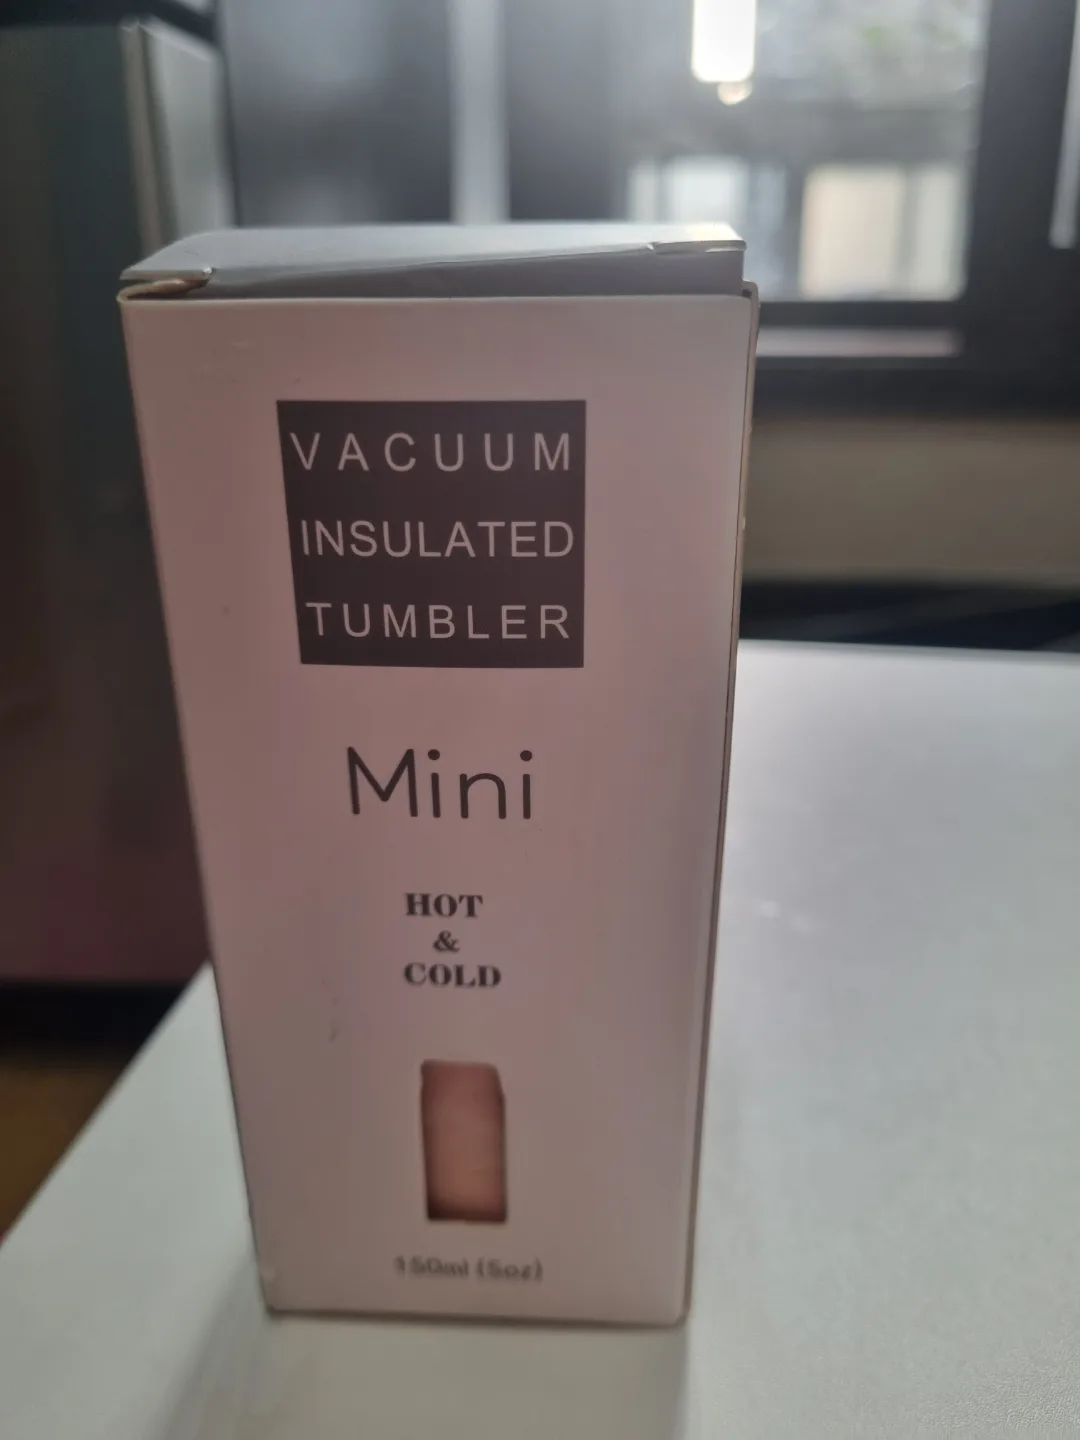 VACUUM
INSULATED
TUMBLER
Mini
HOT
&
COLD
150ml (5oz)